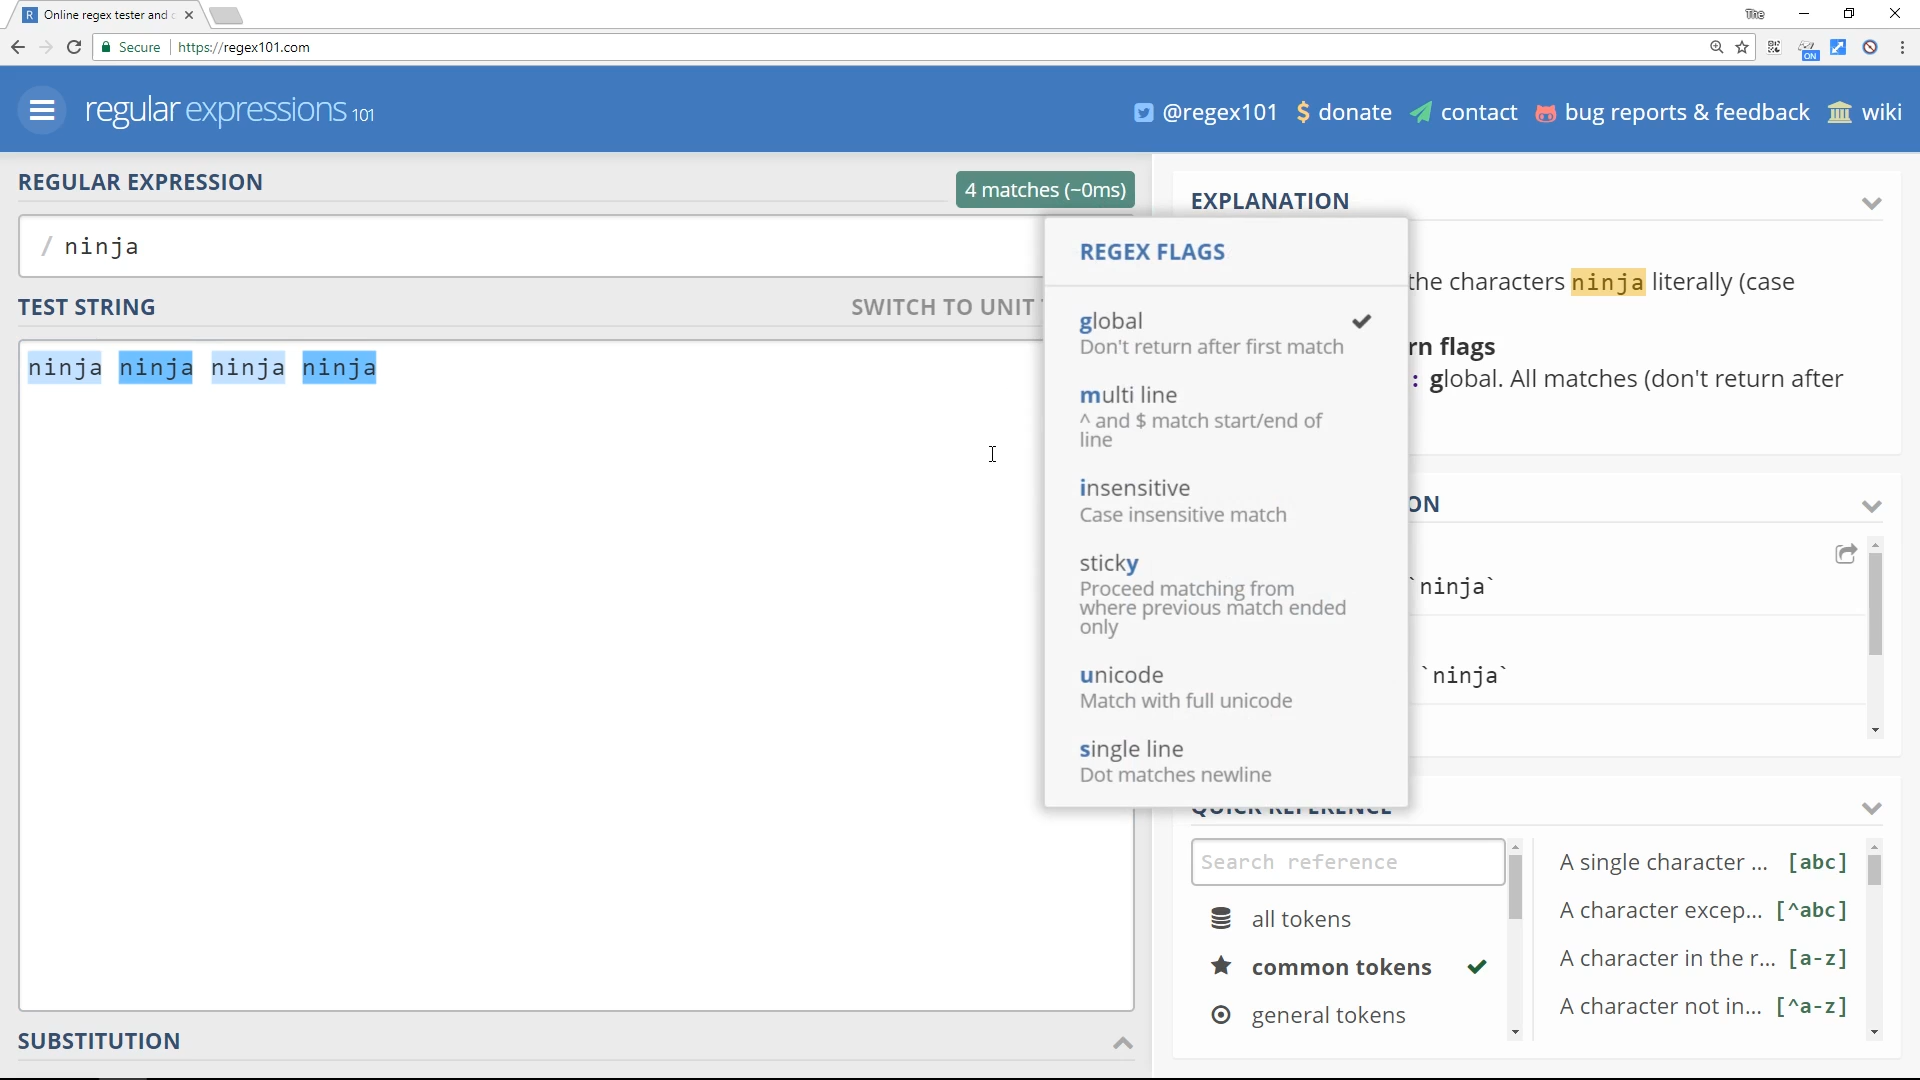 Online regex tester and
The
Secure
https://regex101.com
ON
regular expressions 101
@regex101
donate
contact
bug reports & feedback
wiki
REGULAR EXPRESSION
4 matches (~0ms)
/ ninja
TEST STRING
SWITCH TO UNIT
ninja ninja ninja ninja
SUBSTITUTION
REGEX FLAGS
global
Don't return after first match
multi line
^ and $ match start/end of
line
insensitive
Case insensitive match
sticky
Proceed matching from
where previous match ended
only
unicode
Match with full unicode
single line
Dot matches newline
EXPLANATION
the characters ninja literally (case
rn flags
: global. All matches (don't return after
ON
`ninja`
`ninja`
QUICK REFERENCE
Search reference
all tokens
common tokens
general tokens
A single character ... [abc]
A character excep... [^abc]
A character in the r... [a-z]
A character not in... [^a-z]